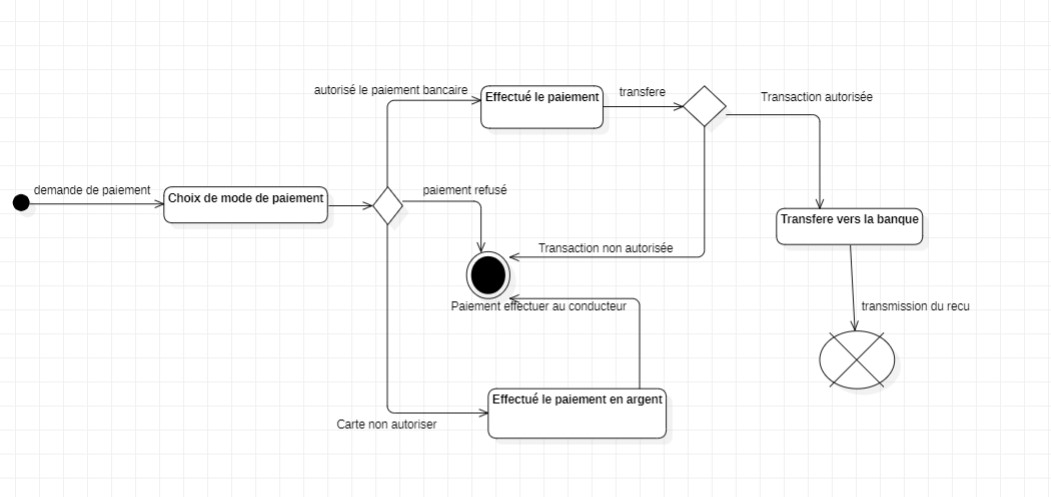 autorisé le paiement bancaire
Effectué le paiement
transfere
Transaction autorisée
demande de paiement
Choix de mode de paiement
paiement refusé
Transfere vers la banque
Transaction non autorisée
Paiement effectuer au conducteur
transmission du recu
Effectué le paiement en argent
Carte non autoriser